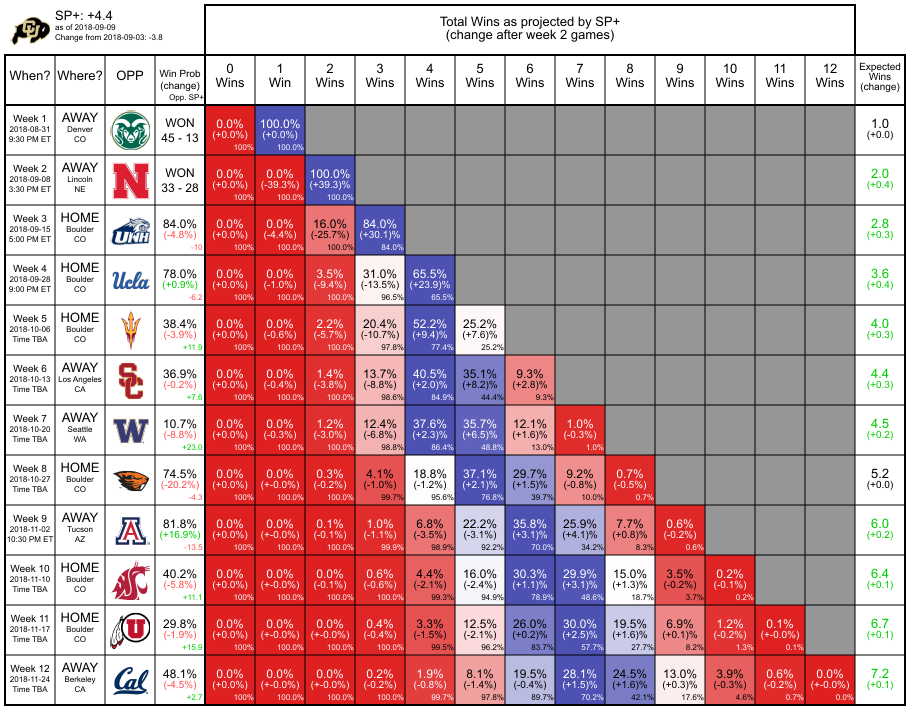 SP+: +4.4
as of 2018-09-09
Change from 2018-09-03: -3.8
Total Wins as projected by SP+
(change after week 2 games)
When? Where? OPP Win Prob (change) Opp. SP+ 0 Wins 1 Win 2 Wins 3 Wins 4 Wins 5 Wins 6 Wins 7 Wins 8 Wins 9 Wins 10 Wins 11 Wins 12 Wins Expected Wins (change)
Week 1 AWAY WON 0.0% 100.0% 1.0
2018-08-31 Denver 45 - 13 (+0.0%) (+0.0%) (+0.0)
9:30 PM ET CO 100% 100.0%
Week 2 AWAY N WON 0.0% 0.0% 100.0% 2.0
2018-09-08 Lincoln 33 - 28 (+0.0%) (-39.3%) (+39.3)% (+0.4)
3:30 PM ET NE 100% 100.0% 100.0%
Week 3 HOME UNH 84.0% 0.0% 0.0% 16.0% 84.0% 2.8
2018-09-15 Boulder (-4.8%) (+0.0%) (-4.4%) (-25.7%) (+30.1)% (+0.3)
5:00 PM ET CO -10 100% 100.0% 100.0% 84.0%
Week 4 HOME Ucla 78.0% 0.0% 0.0% 3.5% 31.0% 65.5% 3.6
2018-09-28 Boulder (+0.9%) (+0.0%) (-1.0%) (-9.4%) (-13.5%) (+23.9)% (+0.4)
9:00 PM ET CO -6.2 100% 100.0% 100.0% 96.5% 65.5%
Week 5 HOME 38.4% 0.0% 0.0% 2.2% 20.4% 52.2% 25.2% 4.0
2018-10-06 Boulder (-3.9%) (+0.0%) (-0.6%) (-5.7%) (-10.7%) (+9.4)% (+7.6)% (+0.3)
Time TBA CO +11.9 100% 100.0% 100.0% 97.8% 77.4% 25.2%
Week 6 AWAY SC 36.9% 0.0% 0.0% 1.4% 13.7% 40.5% 35.1% 9.3% 4.4
2018-10-13 Los Angeles (-0.2%) (+0.0%) (-0.4%) (-3.8%) (-8.8%) (+2.0)% (+8.2)% (+2.8)% (+0.3)
Time TBA CA +7.6 100% 100.0% 100.0% 98.6% 84.9% 44.4% 9.3%
Week 7 AWAY W 10.7% 0.0% 0.0% 1.2% 12.4% 37.6% 35.7% 12.1% 1.0% 4.5
2018-10-20 Seattle (-8.8%) (+0.0%) (-0.3%) (-3.0%) (-6.8%) (+2.3)% (+6.5)% (+1.6)% (-0.3)% (+0.2)
Time TBA WA +23.0 100% 100.0% 100.0% 98.8% 86.4% 48.8% 13.0% 1.0%
Week 8 HOME 74.5% 0.0% 0.0% 0.3% 4.1% 18.8% 37.1% 29.7% 9.2% 0.7% 5.2
2018-10-27 Boulder (-20.2%) (+0.0%) (-0.0%) (-0.2%) (-1.0)% (-1.2)% (+2.1)% (+1.5)% (-0.8)% (-0.5)% (+0.0)
Time TBA CO -4.3 100% 100.0% 100.0% 99.7% 95.6% 76.8% 39.7% 10.0% 0.7%
Week 9 AWAY A 81.8% 0.0% 0.0% 0.1% 1.0% 6.8% 22.2% 35.8% 25.9% 7.7% 0.6% 6.0
2018-11-02 Tucson (+16.9%) (+0.0%) (+-0.0%) (-0.1%) (-1.1%) (-3.5%) (-3.1%) (+3.1)% (+4.1)% (+0.8)% (-0.2)% (+0.2)
10:30 PM ET AZ -13.5 100% 100.0% 100.0% 99.9% 98.9% 92.2% 70.0% 34.2% 8.3% 0.6%
Week 10 HOME 40.2% 0.0% 0.0% 0.0% 0.6% 4.4% 16.0% 30.3% 29.9% 15.0% 3.5% 0.2% 6.4
2018-11-10 Boulder (-5.8%) (+0.0%) (+-0.0%) (+-0.0%) (-0.6%) (-2.1%) (-2.4%) (+1.1)% (+3.1)% (+1.3)% (-0.2)% (-0.1)% (+0.1)
Time TBA CO +11.1 100% 100.0% 100.0% 100.0% 99.3% 94.9% 78.9% 48.6% 18.7% 3.7% 0.2%
Week 11 HOME U 29.8% 0.0% 0.0% 0.0% 0.4% 3.3% 12.5% 26.0% 30.0% 19.5% 6.9% 1.2% 0.1% 6.7
2018-11-17 Boulder (-1.9%) (+0.0%) (+-0.0%) (+-0.0%) (-0.4%) (-1.5%) (-2.1%) (+0.2)% (+2.5)% (+1.6)% (+0.1)% (-0.2)% (+-0.0)% (+0.1)
Time TBA CO +15.9 100% 100.0% 100.0% 100.0% 99.5% 96.2% 83.7% 57.7% 27.7% 8.2% 1.3% 0.1%
Week 12 AWAY Cal 48.1% 0.0% 0.0% 0.0% 0.2% 1.9% 8.1% 19.5% 28.1% 24.5% 13.0% 3.9% 0.6% 0.0% 7.2
2018-11-24 Berkeley (-4.5%) (+0.0%) (+-0.0%) (+-0.0%) (-0.2%) (-0.8%) (-1.4%) (-0.4%) (+1.5)% (+1.6)% (+0.3)% (-0.3)% (-0.2)% (+-0.0)% (+0.1)
Time TBA CA +2.7 100% 100.0% 100.0% 100.0% 99.7% 97.8% 89.7% 70.2% 42.1% 17.6% 4.6% 0.7% 0.0%